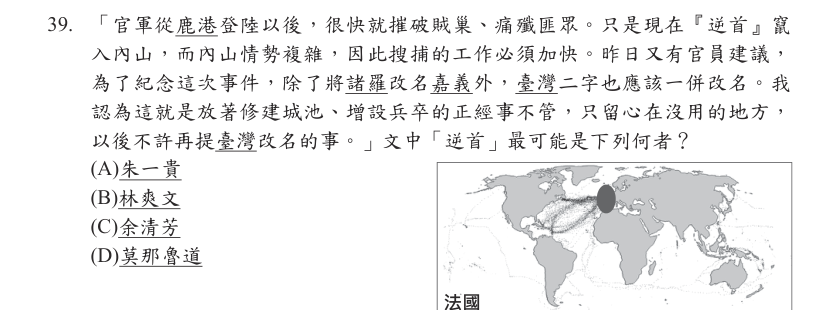 39. 「官軍從鹿港登陸以後，很快就摧破賊巢、痛殲匪眾。只是現在『逆首』竄
入內山，而內山情勢複雜，因此搜捕的工作必須加快。昨日又有官員建議，
為了紀念這次事件，除了將諸羅改名嘉義外，臺灣二字也應該一併改名。我
認為這就是放著修建城池、增設兵卒的正經事不管，只留心在沒用的地方，
以後不許再提臺灣改名的事。」文中「逆首」最可能是下列何者？
(A)朱一貴
(B)林爽文
(C)余清芳
(D)莫那魯道
法國